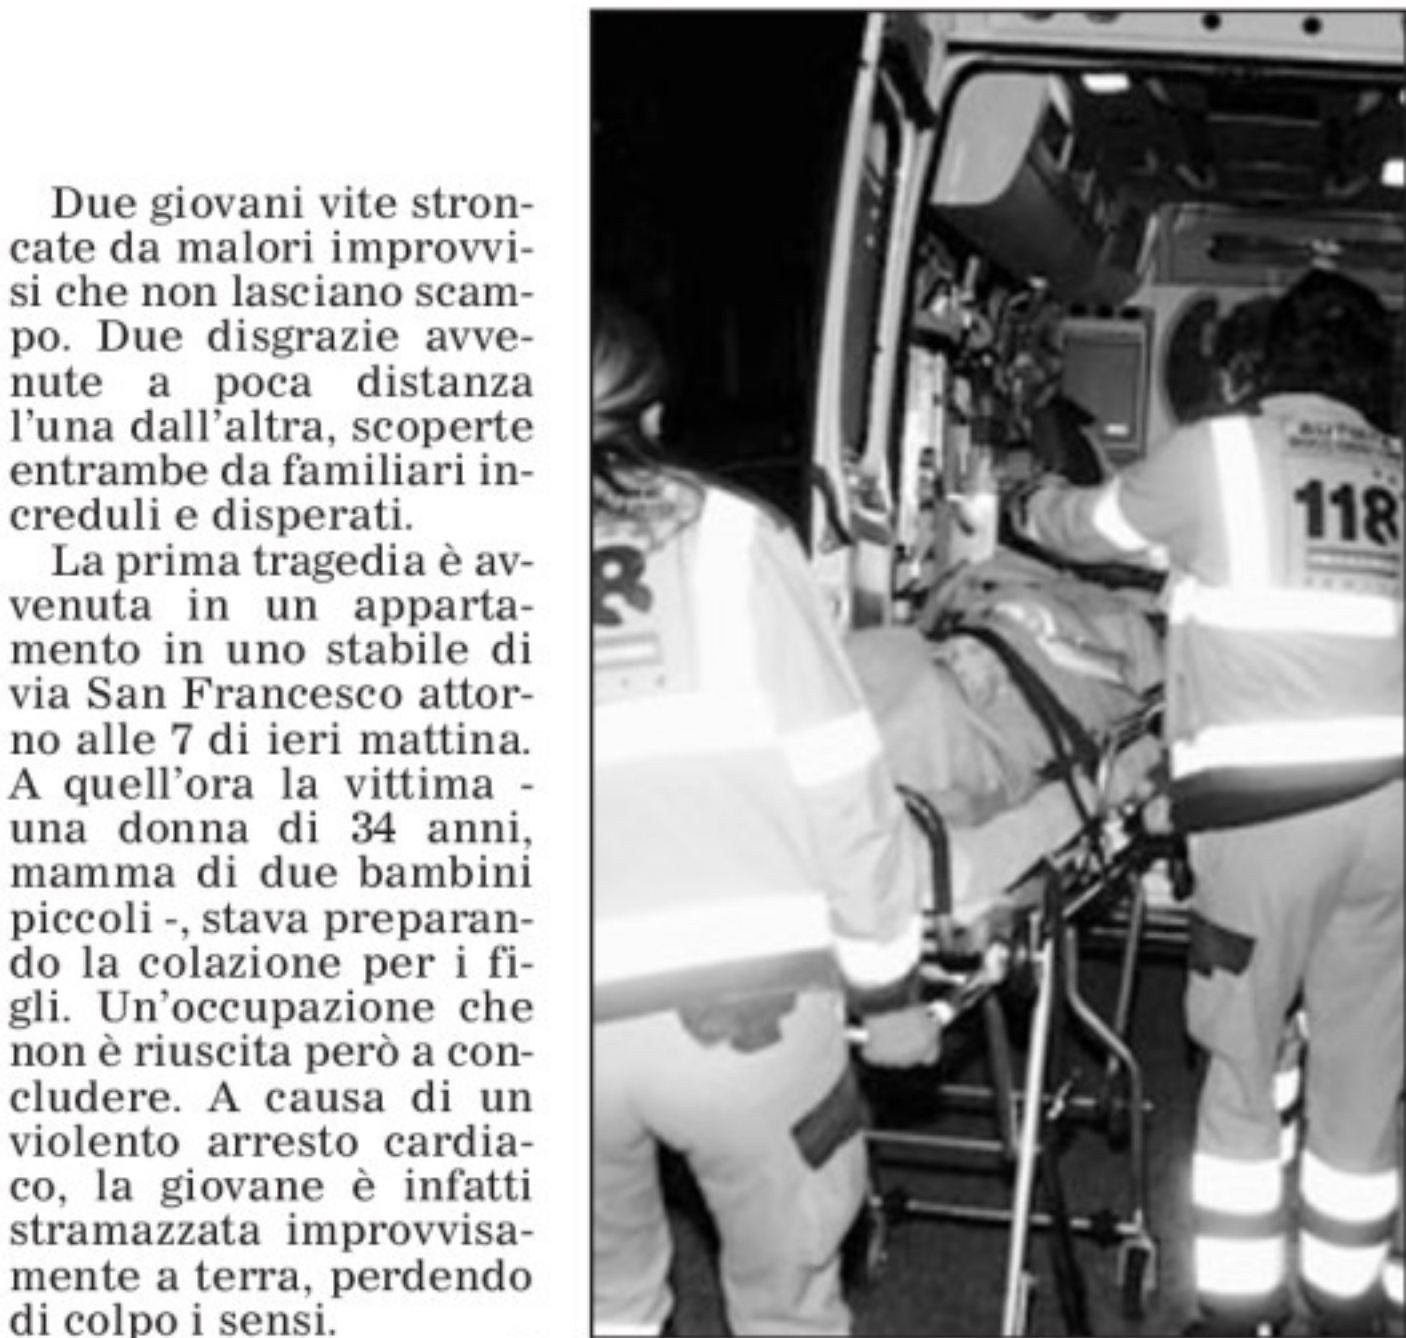 Due giovani vite stron-
cate da malori improvvi-
si che non lasciano scam-
po. Due disgrazie avve-
nute a poca distanza
l'una dall'altra, scoperte
entrambe da familiari in-
creduli e disperati.
La prima tragedia è av-
venuta in un apparta-
mento in uno stabile di
via San Francesco attor-
no alle 7 di ieri mattina.
A quell'ora la vittima -
una donna di 34 anni,
mamma di due bambini
piccoli -, stava preparan-
do la colazione per i fi-
gli. Un'occupazione che
non è riuscita però a con-
cludere. A causa di un
violento arresto cardia-
co, la giovane è infatti
stramazzata improvvisa-
mente a terra, perdendo
di colpo i sensi.
118